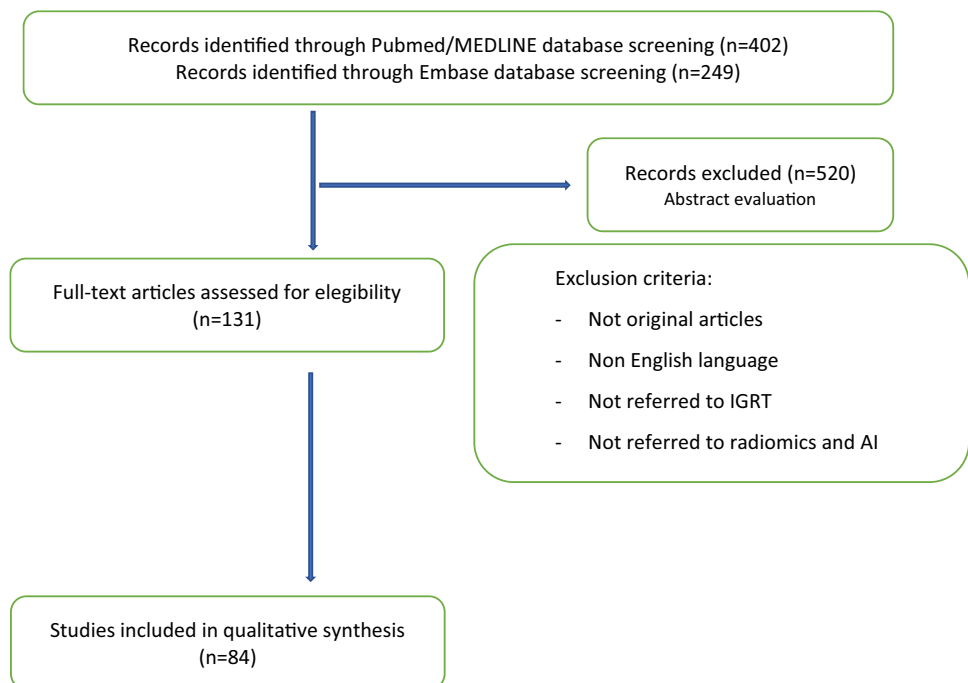 Records identified through Pubmed/MEDLINE database screening (n=402)
Records identified through Embase database screening (n=249)
Records excluded (n=520)
Abstract evaluation
Full-text articles assessed for elegibility
(n=131)
Exclusion criteria:
- Not original articles
- Non English language
- Not referred to IGRT
- Not referred to radiomics and AI
Studies included in qualitative synthesis
(n=84)